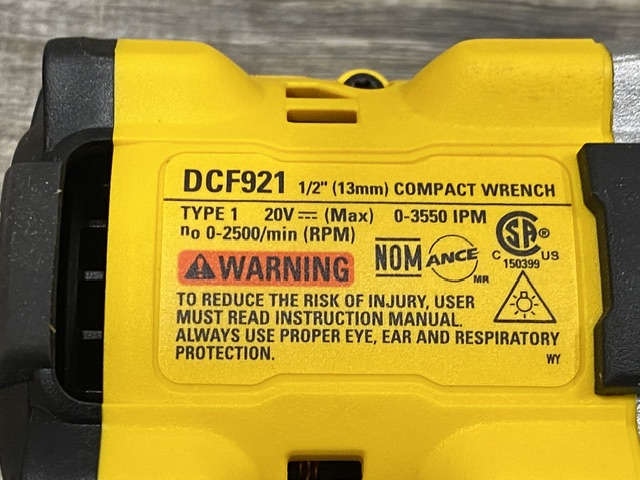 DCF921 1/2" (13mm) COMPACT WRENCH
TYPE 1 20V ⎓ (Max) 0-3550 IPM
no 0-2500/min (RPM)
NOM ANCE MR
C SA ® C US
150399
WARNING
TO REDUCE THE RISK OF INJURY, USER
MUST READ INSTRUCTION MANUAL.
ALWAYS USE PROPER EYE, EAR AND RESPIRATORY
PROTECTION.
WY